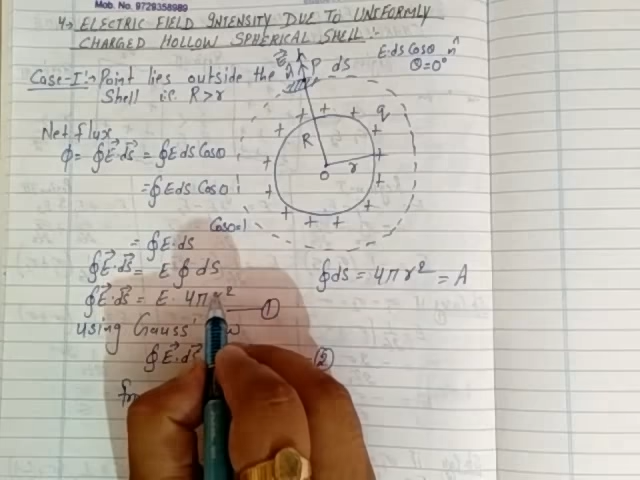 Mob. No. 9729358989
4→ ELECTRIC FIELD INTENSITY DUE TO UNIFORMLY
CHARGED HOLLOW SPHERICAL SHELL :-
Case-I :→ Point lies outside the
Shell i.e. R>r
E⃗ n̂ P ds
E.ds Cosθ n̂
θ=0°
q
R
r
O
Net flux
ϕ= ∮E⃗.ds⃗ = ∮Eds Cosθ
= ∮Eds Cos0
Cos0=1
= ∮E.ds
∮E⃗.ds⃗ = E ∮ds
∮ds = 4πr² = A
∮E⃗.ds⃗ = E. 4πr² — ①
Using Gauss'
∮E⃗. ②